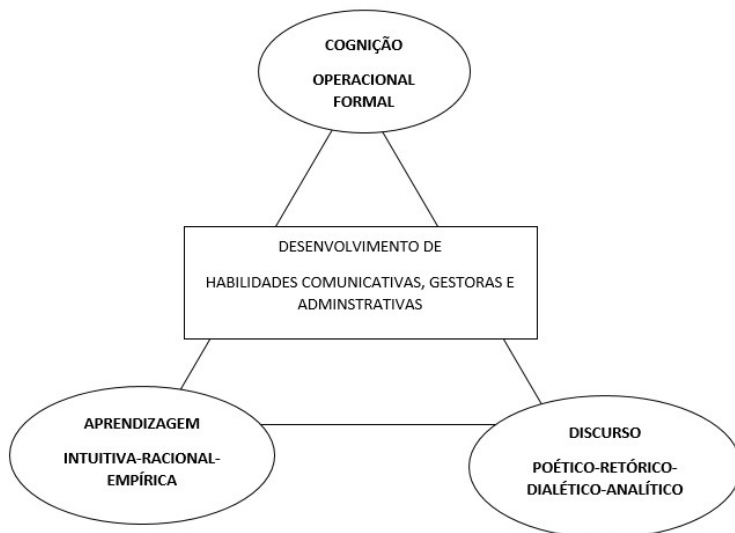 COGNIÇÃO
OPERACIONAL
FORMAL
DESENVOLVIMENTO DE
HABILIDADES COMUNICATIVAS, GESTORAS E
ADMINSTRATIVAS
APRENDIZAGEM
INTUITIVA-RACIONAL-
EMPÍRICA
DISCURSO
POÉTICO-RETÓRICO-
DIALÉTICO-ANALÍTICO